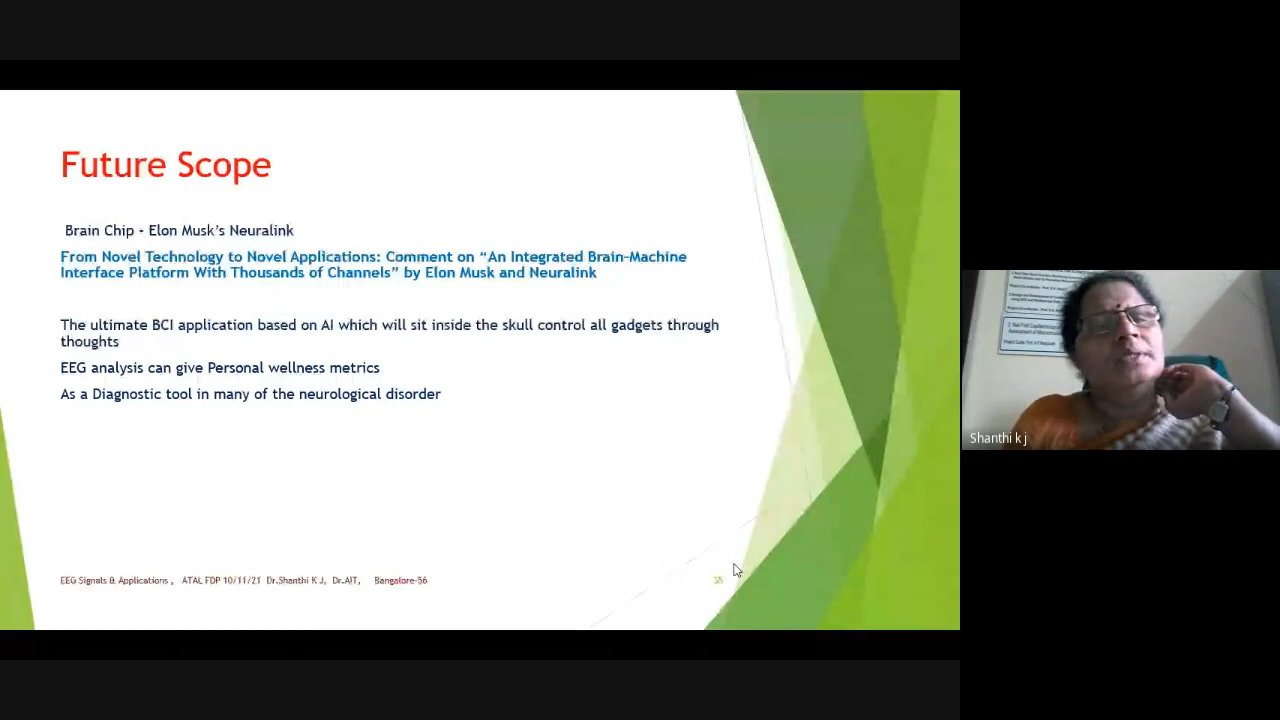 Future Scope
Brain Chip - Elon Musk's Neuralink
From Novel Technology to Novel Applications: Comment on “An Integrated Brain-Machine
Interface Platform With Thousands of Channels” by Elon Musk and Neuralink
The ultimate BCI application based on AI which will sit inside the skull control all gadgets through
thoughts
EEG analysis can give Personal wellness metrics
As a Diagnostic tool in many of the neurological disorder
EEG Signals & Applications , ATAL FDP 10/11/21 Dr.Shanthi K J, Dr.AIT, Bangalore-56
Shanthi k j